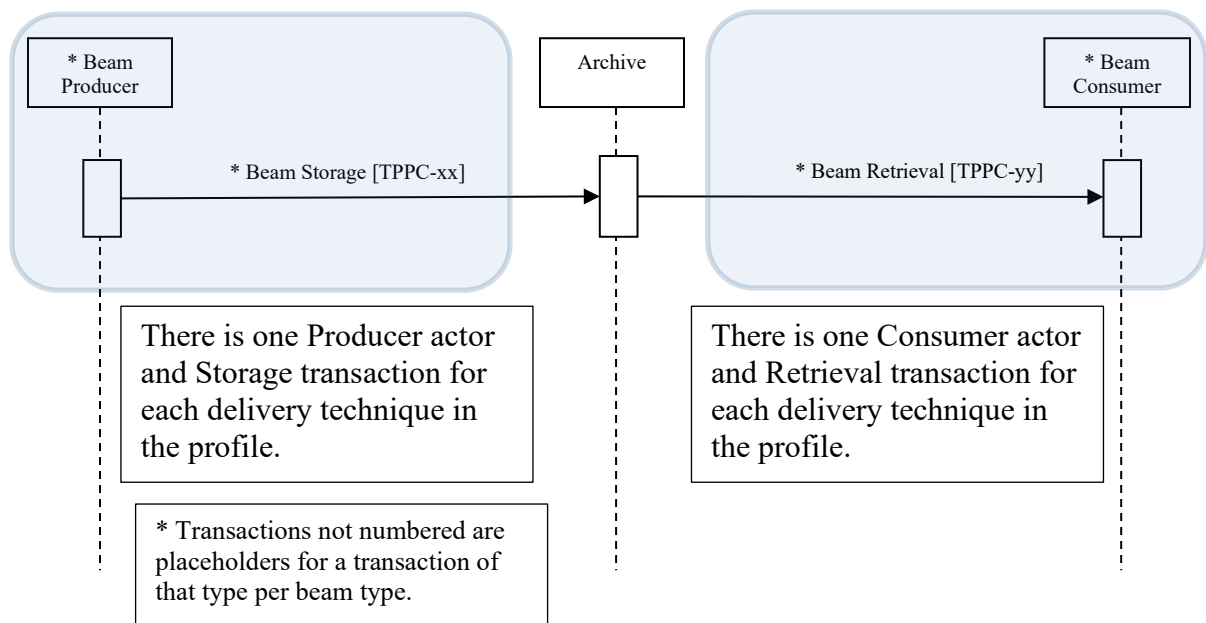 * Beam
Producer
Archive
* Beam
Consumer
* Beam Storage [TPPC-xx]
* Beam Retrieval [TPPC-yy]
There is one Producer actor
and Storage transaction for
each delivery technique in
the profile.
There is one Consumer actor
and Retrieval transaction for
each delivery technique in
the profile.
* Transactions not numbered are
placeholders for a transaction of
that type per beam type.